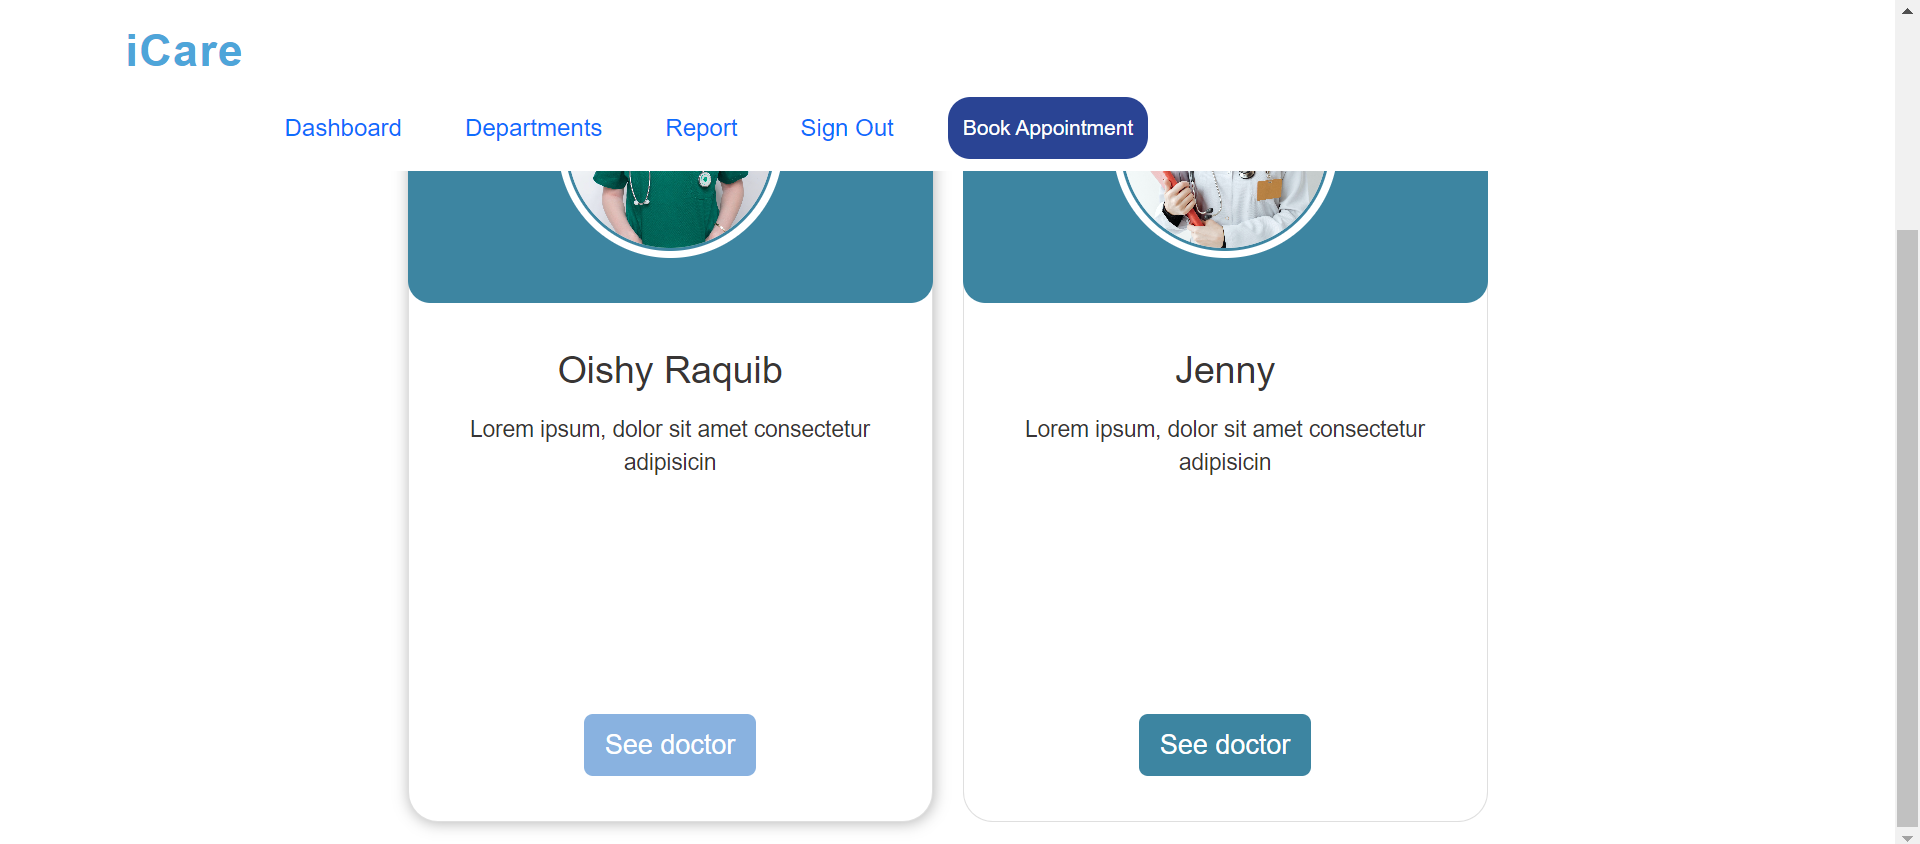 iCare
Dashboard Departments Report Sign Out Book Appointment
Oishy Raquib
Lorem ipsum, dolor sit amet consectetur
adipisicin
See doctor
Jenny
Lorem ipsum, dolor sit amet consectetur
adipisicin
See doctor